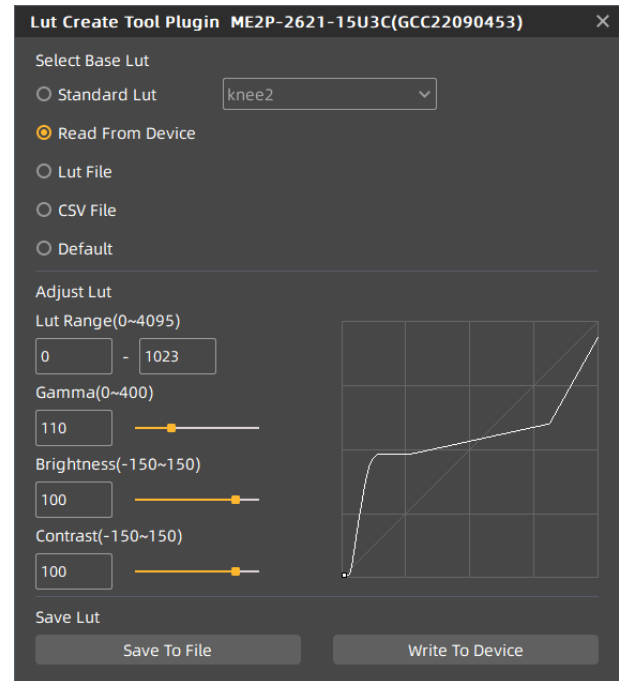 Lut Create Tool Plugin ME2P-2621-15U3C(GCC22090453)
Select Base Lut
Standard Lut knee2
Read From Device
Lut File
CSV File
Default
Adjust Lut
Lut Range(0~4095)
0 - 1023
Gamma(0~400)
110
Brightness(-150~150)
100
Contrast(-150~150)
100
Save Lut
Save To File Write To Device